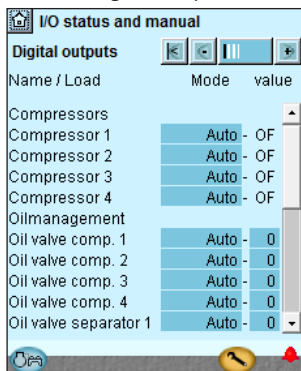 I/O status and manual
Digital outputs
Name / Load Mode value
Compressors
Compressor 1 Auto - OF
Compressor 2 Auto - OF
Compressor 3 Auto - OF
Compressor 4 Auto - OF
Oilmanagement
Oil valve comp. 1 Auto - 0
Oil valve comp. 2 Auto - 0
Oil valve comp. 3 Auto - 0
Oil valve comp. 4 Auto - 0
Oil valve separator 1 Auto - 0